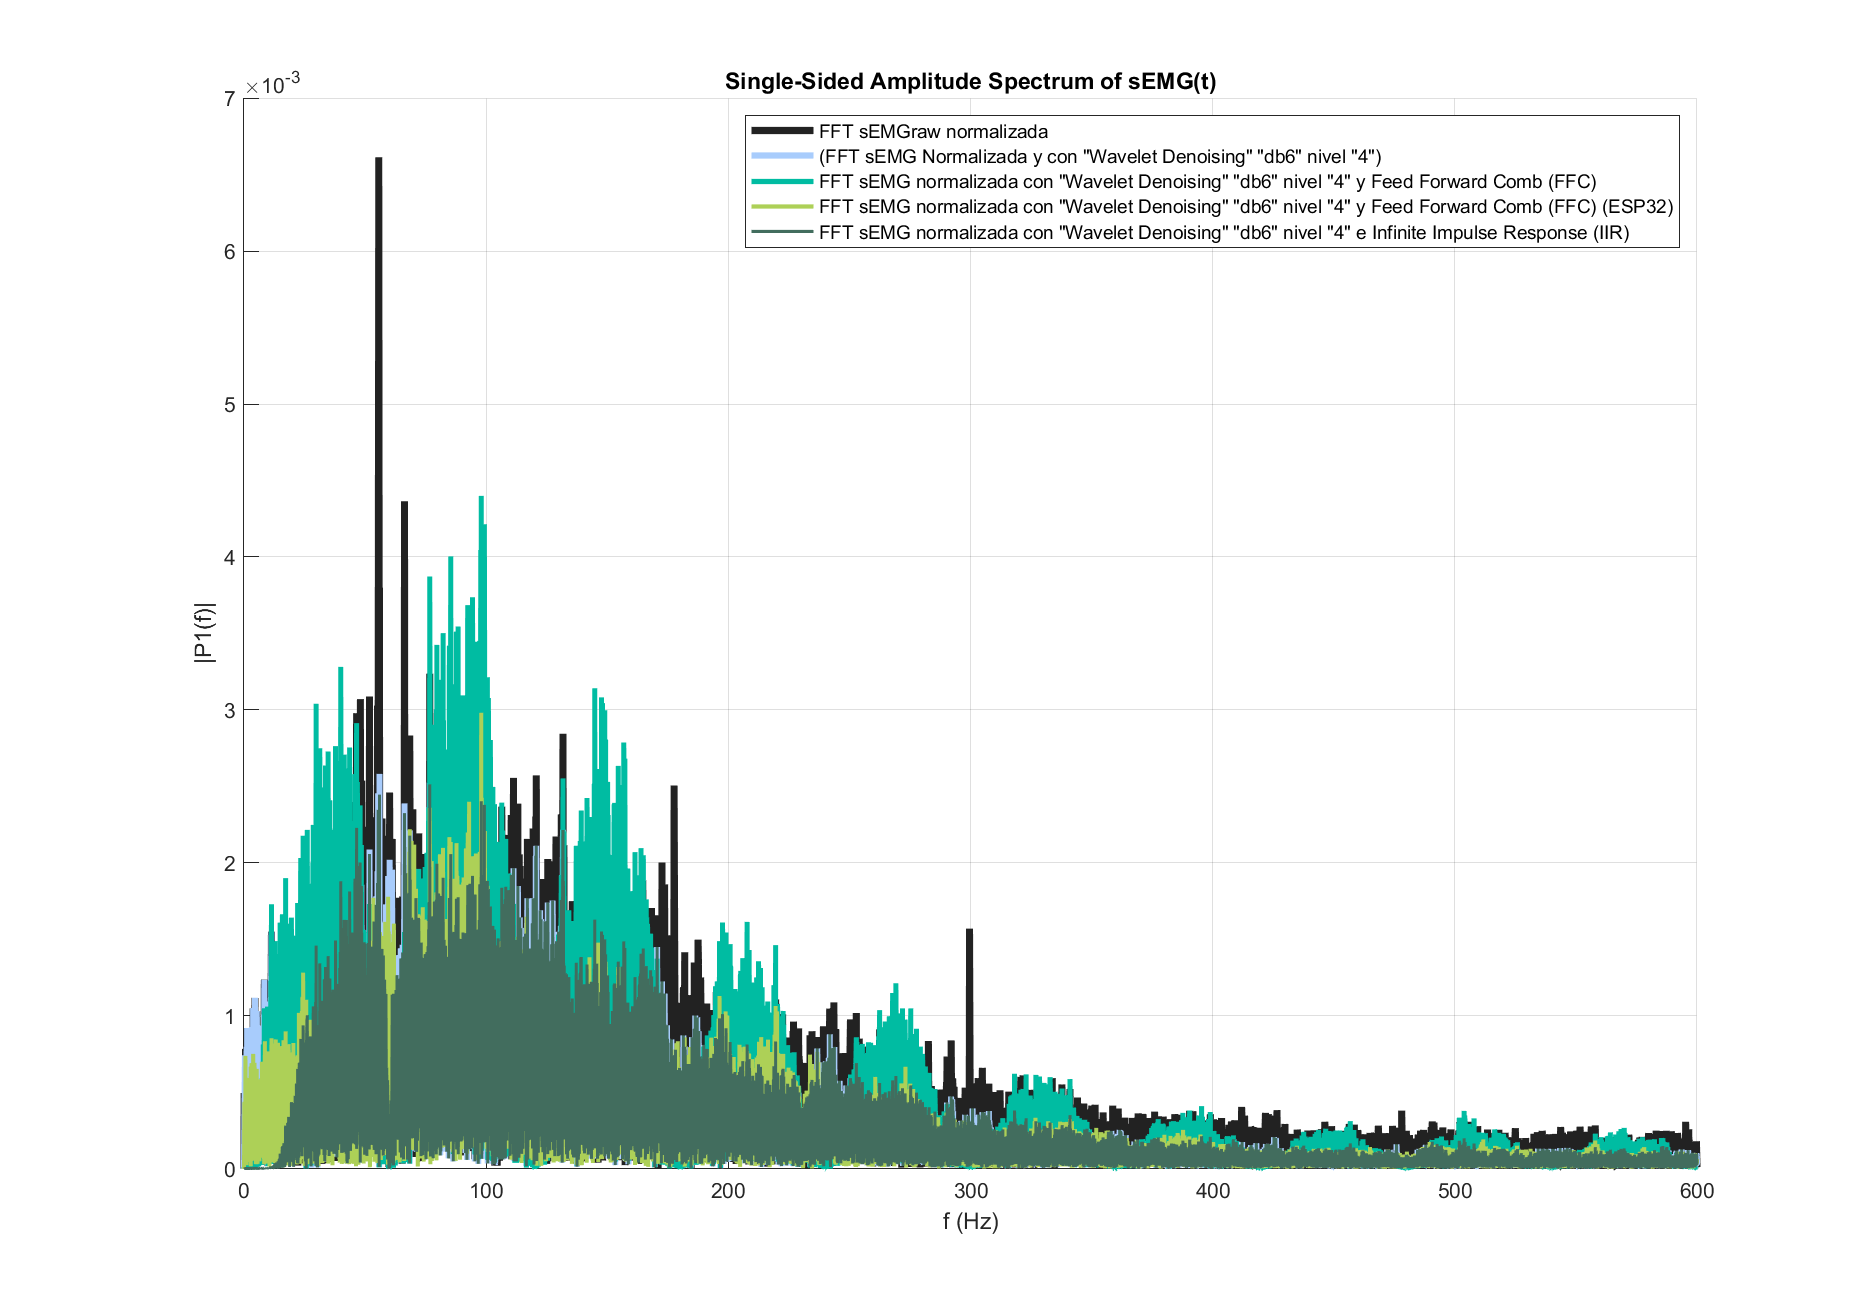 Single-Sided Amplitude Spectrum of sEMG(t)
×10-3
7
6
5
4
3
2
1
0
|P1(f)|
FFT sEMGraw normalizada
(FFT sEMG Normalizada y con "Wavelet Denoising" "db6" nivel "4")
FFT sEMG normalizada con "Wavelet Denoising" "db6" nivel "4" y Feed Forward Comb (FFC)
FFT sEMG normalizada con "Wavelet Denoising" "db6" nivel "4" y Feed Forward Comb (FFC) (ESP32)
FFT sEMG normalizada con "Wavelet Denoising" "db6" nivel "4" e Infinite Impulse Response (IIR)
0 100 200 300 400 500 600
f (Hz)